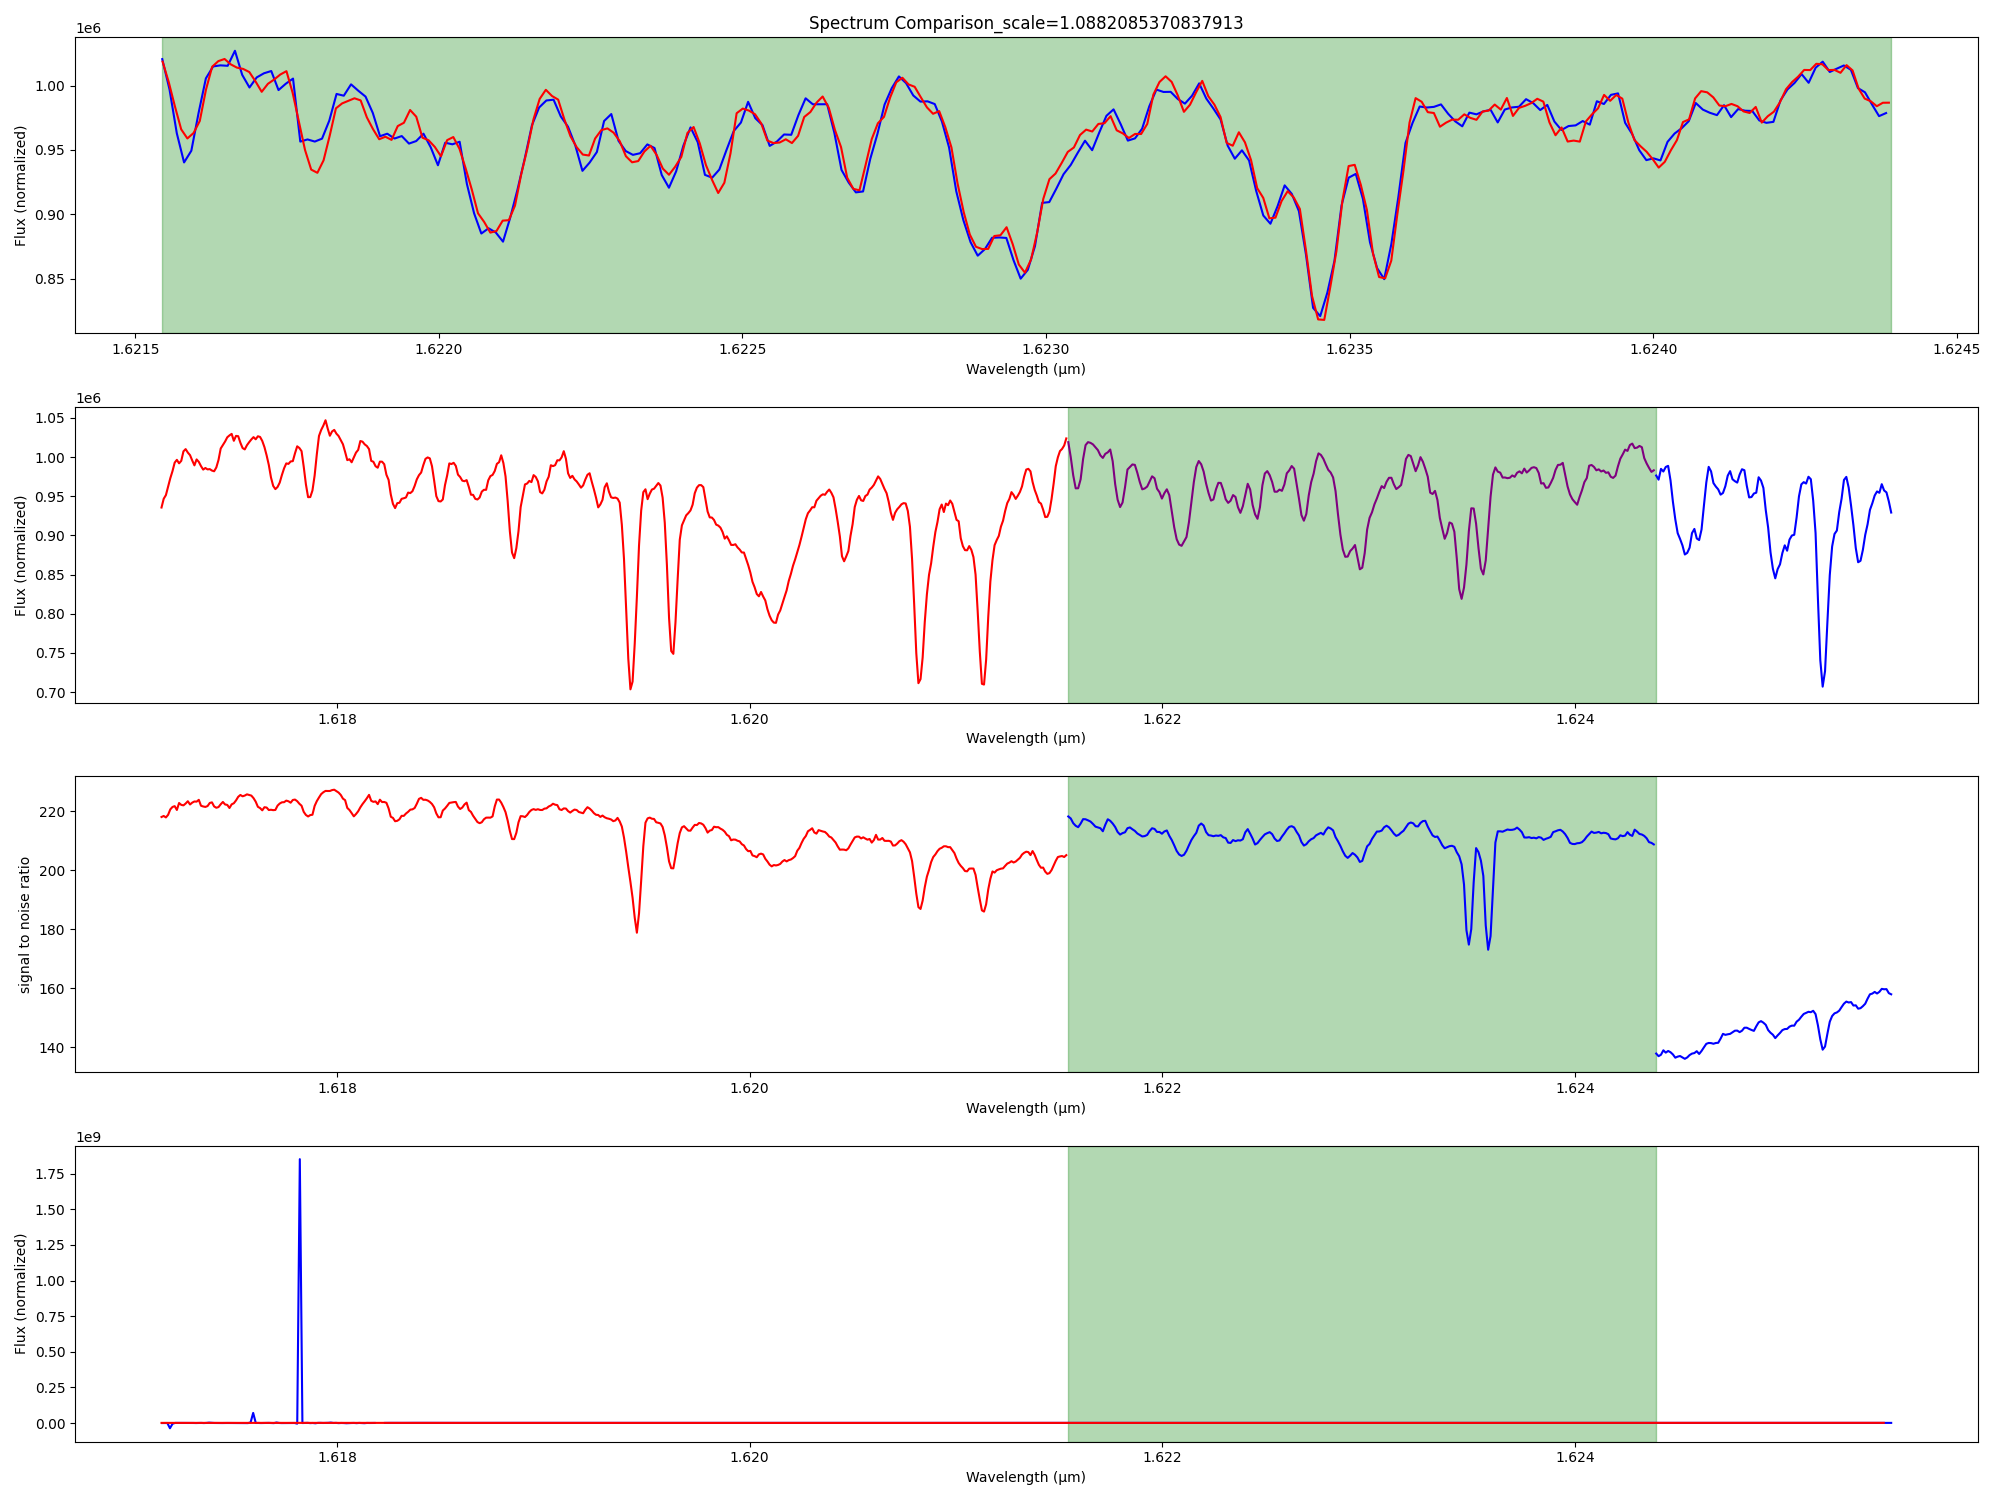 Spectrum Comparison_scale=1.0882085370837913
1e6
1.00
0.95
0.90
0.85
Flux (normalized)
1.6215 1.6220 1.6225 1.6230 1.6235 1.6240 1.6245
Wavelength (μm)
1e6
1.05
1.00
0.95
0.90
0.85
0.80
0.75
0.70
Flux (normalized)
1.618 1.620 1.622 1.624
Wavelength (μm)
220
200
180
160
140
signal to noise ratio
1.618 1.620 1.622 1.624
Wavelength (μm)
1e9
1.75
1.50
1.25
1.00
0.75
0.50
0.25
0.00
Flux (normalized)
1.618 1.620 1.622 1.624
Wavelength (μm)